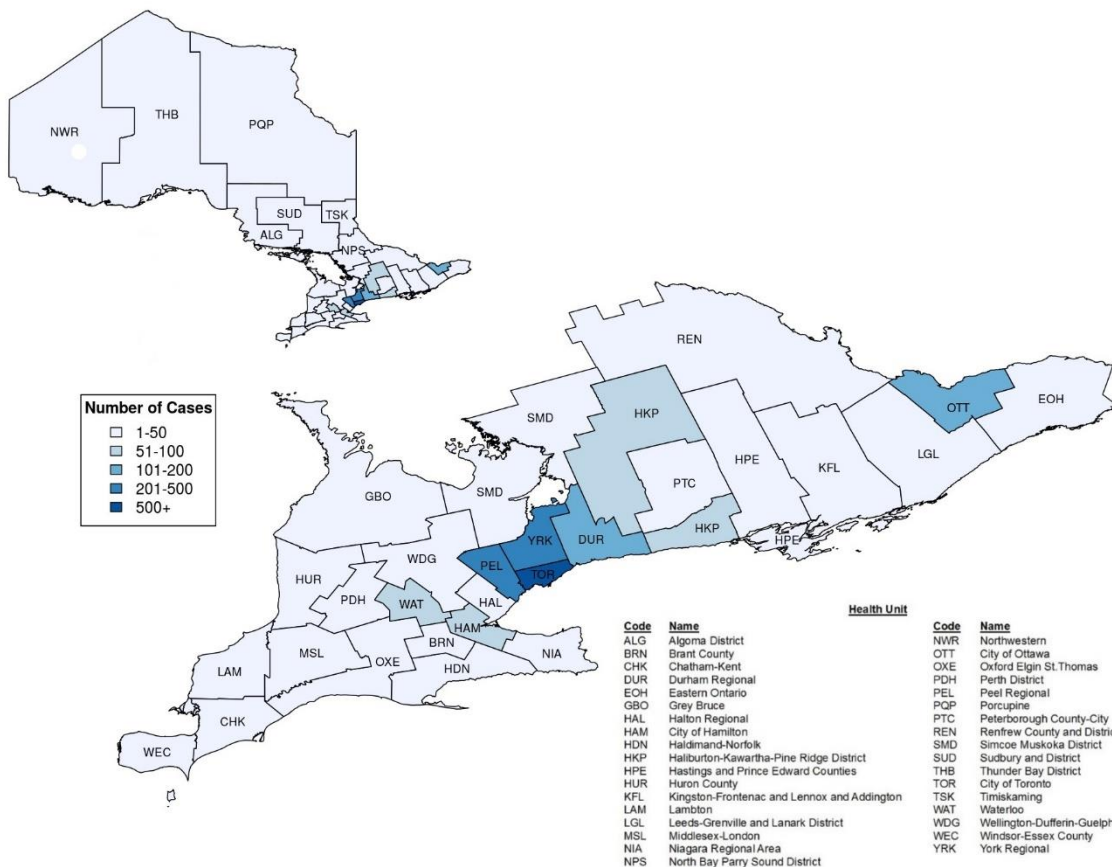 NWR
THB
PQP
SUD
TSK
ALG
NPS
Number of Cases
1-50
51-100
101-200
201-500
500+
REN
SMD
HKP
OTT
EOH
LGL
HPE
KFL
PTC
GBO
SMD
HKP
HPE
YRK
DUR
WDG
PEL
TOR
HUR
PDH
WAT
HAL
HAM
MSL
OXE
BRN
NIA
LAM
HDN
CHK
WEC
Health Unit
Code Name Code Name
ALG Algoma District NWR Northwestern
BRN Brant County OTT City of Ottawa
CHK Chatham-Kent OXE Oxford Elgin St.Thomas
DUR Durham Regional PDH Perth District
EOH Eastern Ontario PEL Peel Regional
GBO Grey Bruce PQP Porcupine
HAL Halton Regional PTC Peterborough County-City
HAM City of Hamilton REN Renfrew County and Distric
HDN Haldimand-Norfolk SMD Simcoe Muskoka District
HKP Haliburton-Kawartha-Pine Ridge District SUD Sudbury and District
HPE Hastings and Prince Edward Counties THB Thunder Bay District
HUR Huron County TOR City of Toronto
KFL Kingston-Frontenac and Lennox and Addington TSK Timiskaming
LAM Lambton WAT Waterloo
LGL Leeds-Grenville and Lanark District WDG Wellington-Dufferin-Guelph
MSL Middlesex-London WEC Windsor-Essex County
NIA Niagara Regional Area YRK York Regional
NPS North Bay Parry Sound District